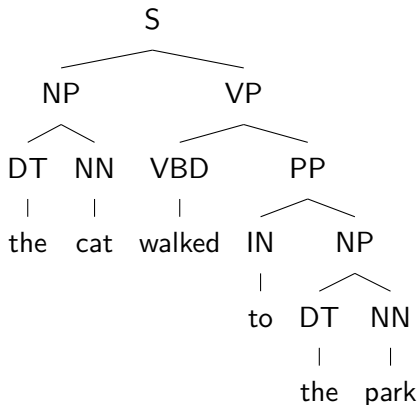 S
NP VP
DT NN VBD PP
the cat walked IN NP
to DT NN
the park